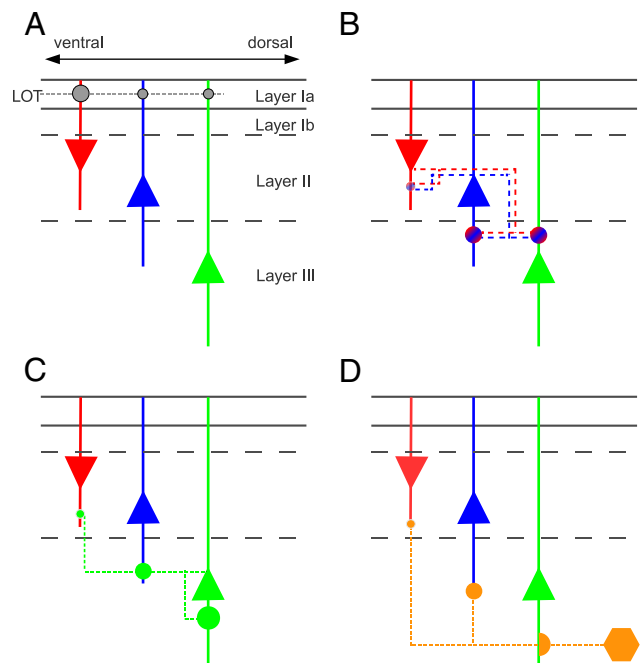 A
B
ventral
dorsal
LOT
Layer Ia
Layer Ib
Layer II
Layer III
C
D